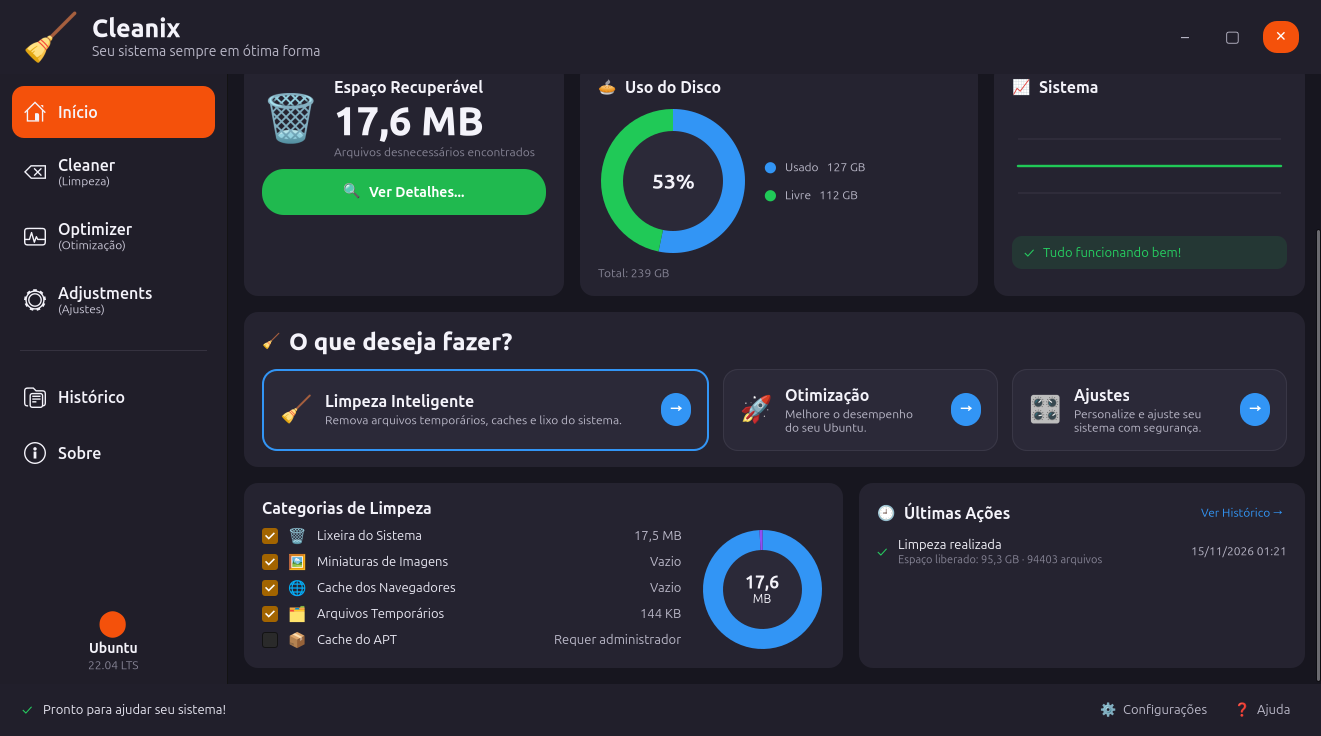 Cleanix
Seu sistema sempre em ótima forma
Início
Cleaner
(Limpeza)
Optimizer
(Otimização)
Adjustments
(Ajustes)
Histórico
Sobre
Ubuntu
22.04 LTS
Espaço Recuperável
17,6 MB
Arquivos desnecessários encontrados
Ver Detalhes...
Uso do Disco
53%
Usado 127 GB
Livre 112 GB
Total: 239 GB
Sistema
Tudo funcionando bem!
O que deseja fazer?
Limpeza Inteligente
Remova arquivos temporários, caches e lixo do sistema.
Otimização
Melhore o desempenho
do seu Ubuntu.
Ajustes
Personalize e ajuste seu
sistema com segurança.
Categorias de Limpeza
Lixeira do Sistema 17,5 MB
Miniaturas de Imagens Vazio
Cache dos Navegadores Vazio
Arquivos Temporários 144 KB
Cache do APT Requer administrador
17,6
MB
Últimas Ações
Ver Histórico →
Limpeza realizada
Espaço liberado: 95,3 GB · 94403 arquivos
15/11/2026 01:21
Pronto para ajudar seu sistema!
Configurações
Ajuda